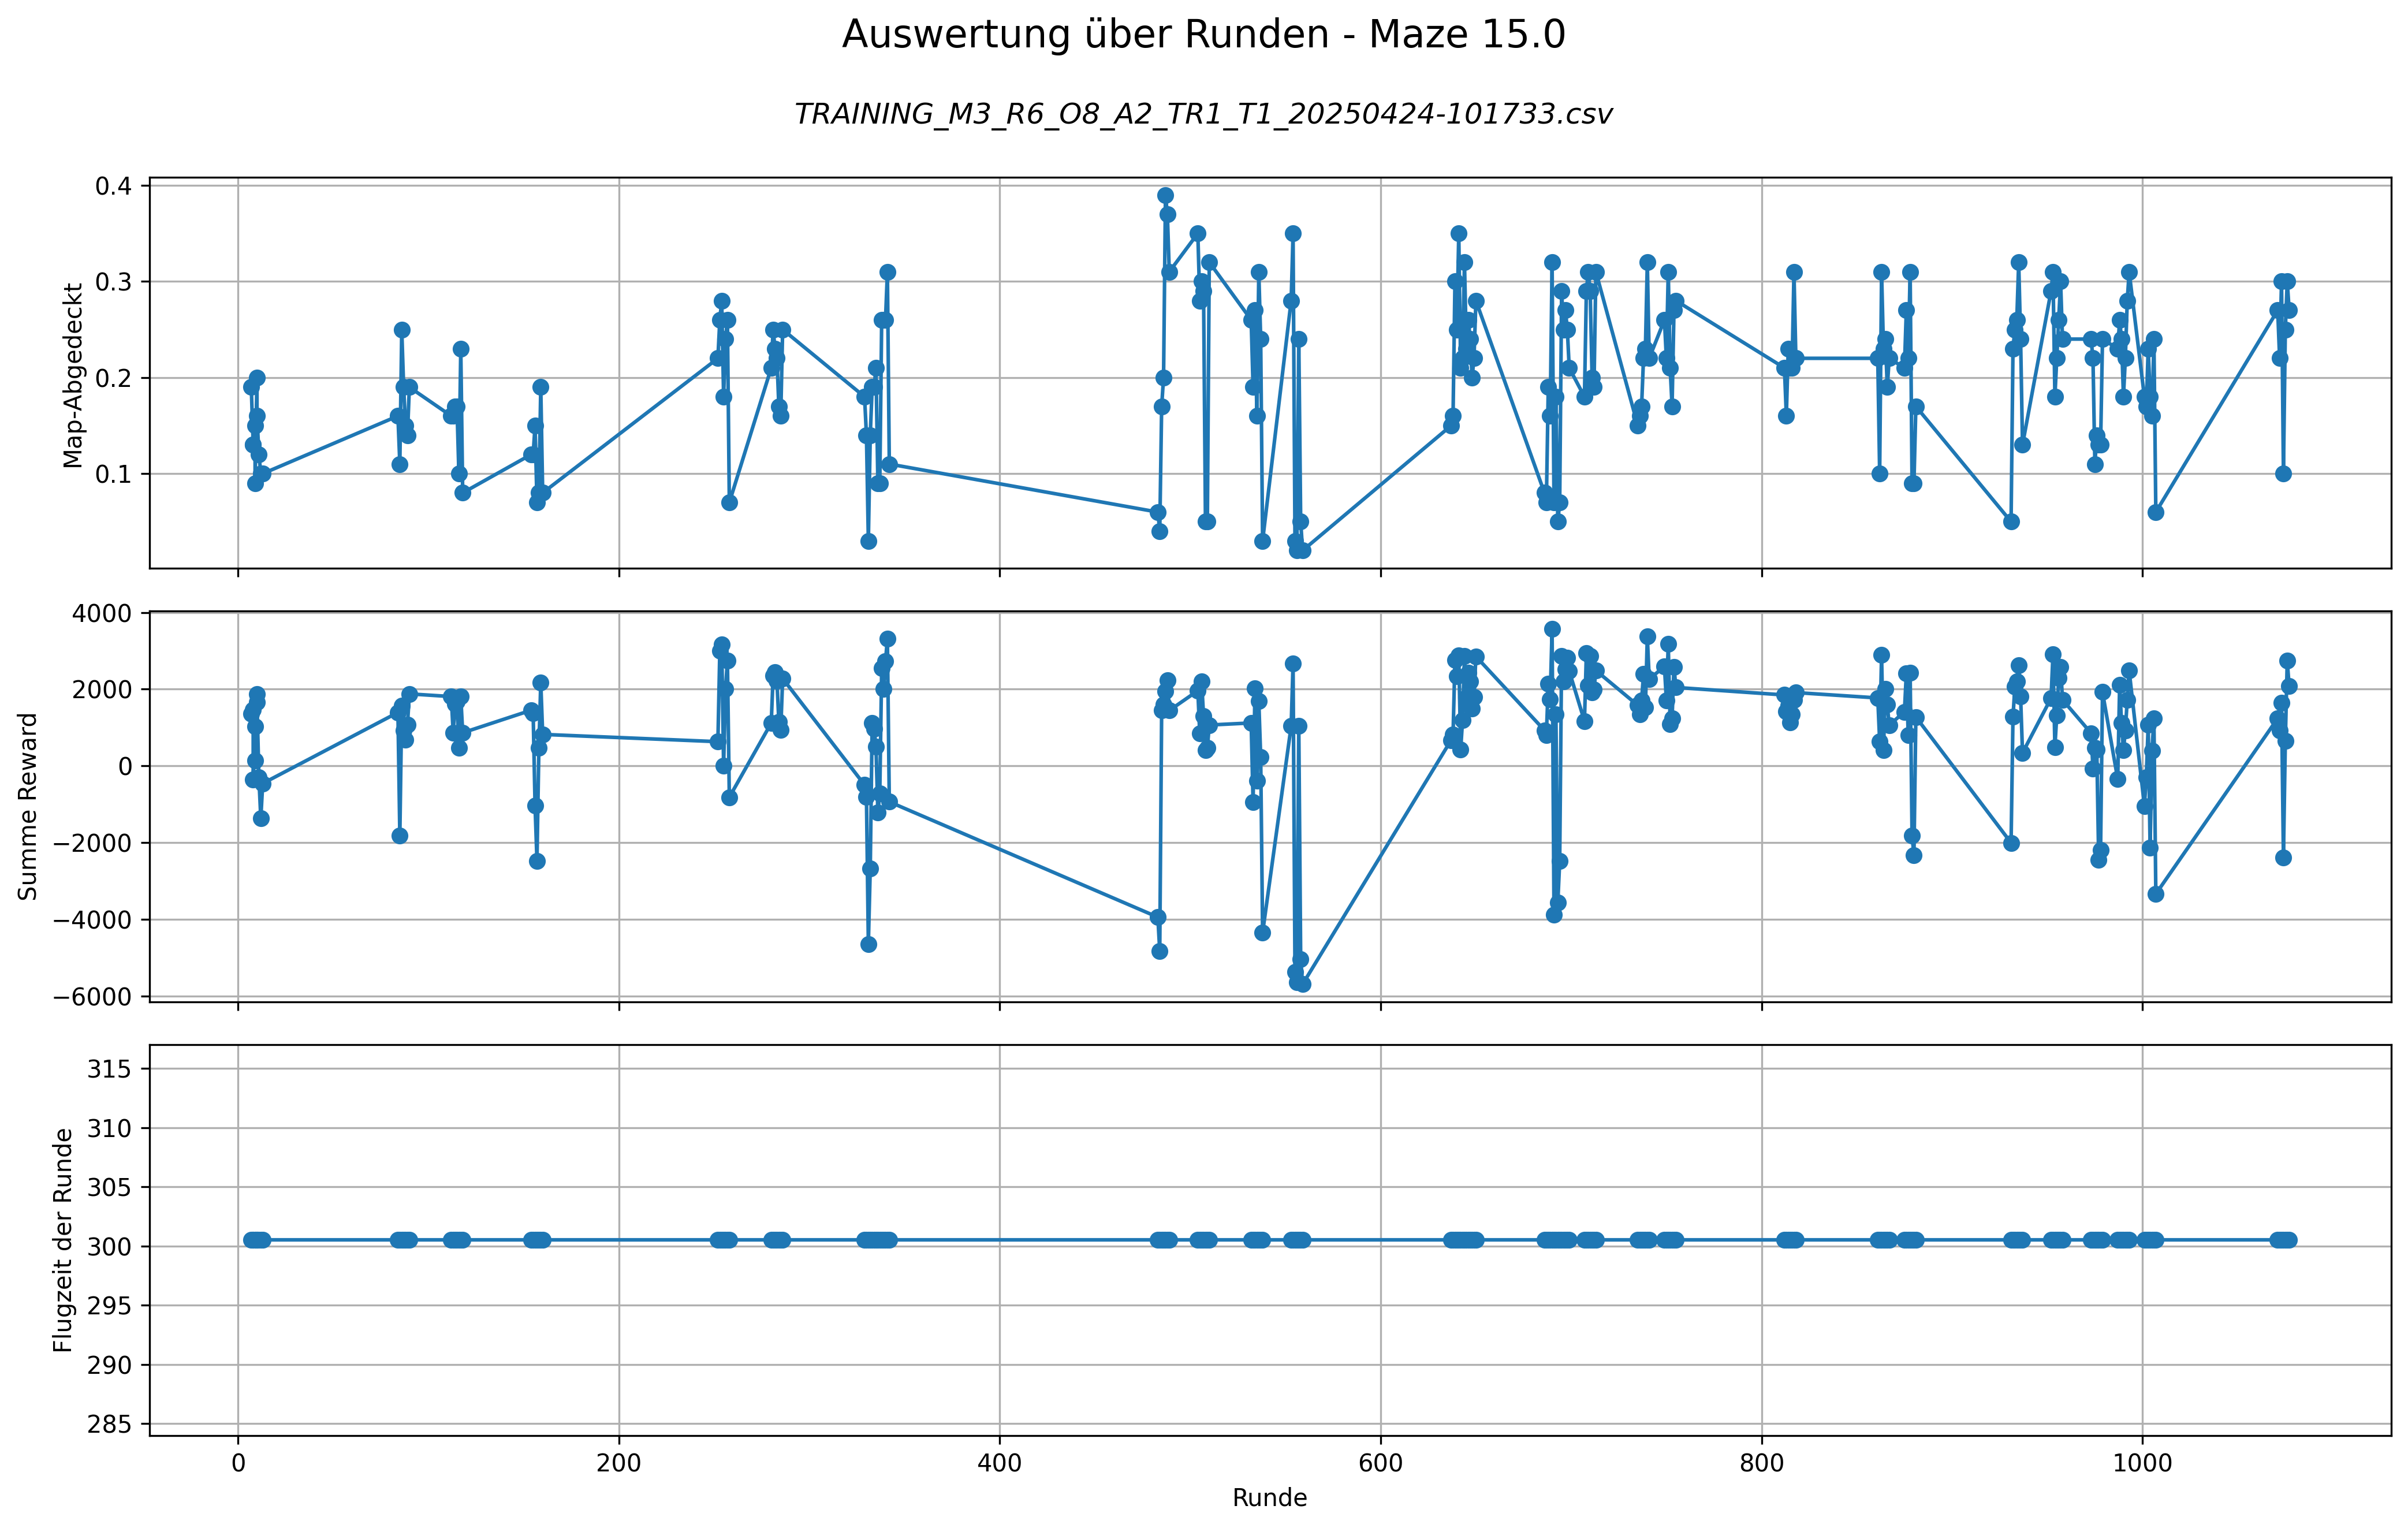 Auswertung über Runden - Maze 15.0
TRAINING_M3_R6_O8_A2_TR1_T1_20250424-101733.csv
Map-Abgedeckt
0.4
0.3
0.2
0.1
Summe Reward
4000
2000
0
−2000
−4000
−6000
Flugzeit der Runde
315
310
305
300
295
290
285
0 200 400 600 800 1000
Runde